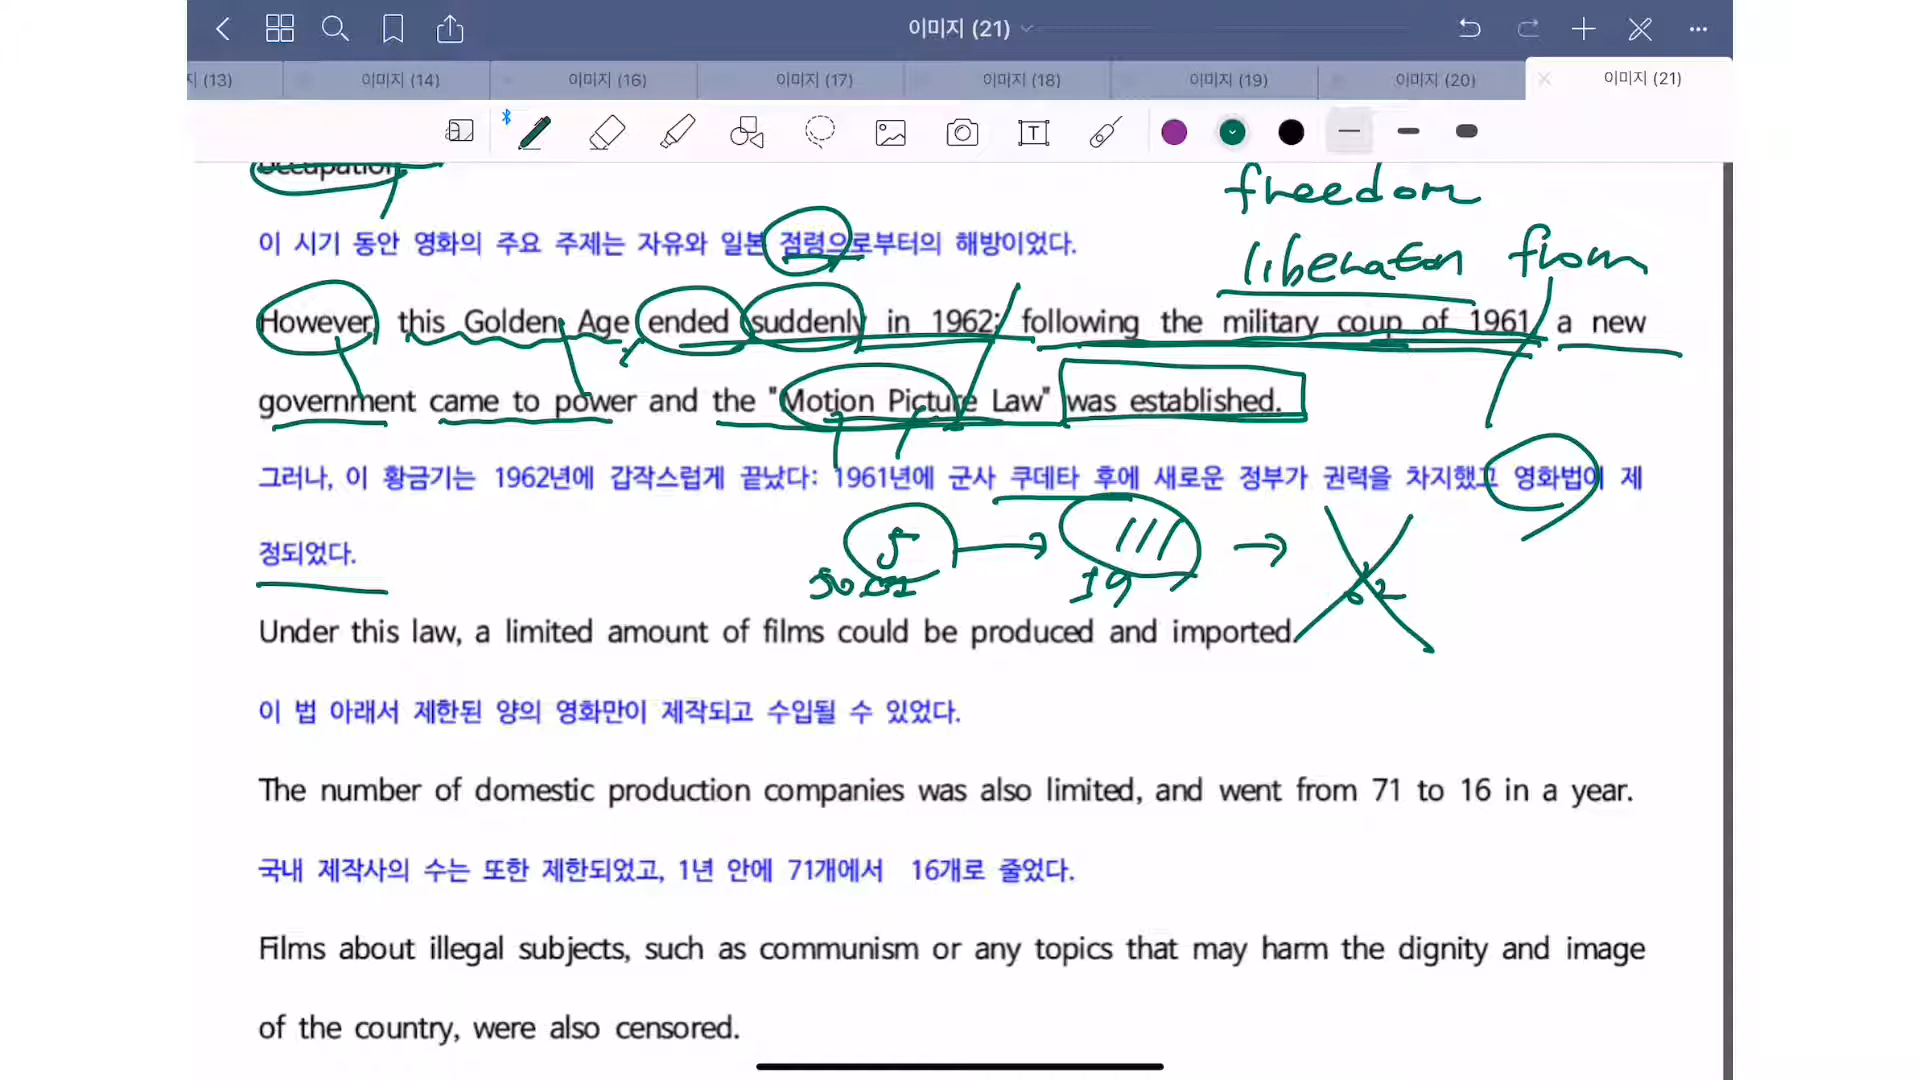 이미지 (21)
지 (13) 이미지 (14) 이미지 (16) 이미지 (17) 이미지 (18) 이미지 (19) 이미지 (20) 이미지 (21)
occupation
freedom
이 시기 동안 영화의 주요 주제는 자유와 일본 점령으로부터의 해방이었다.
liberation from
However, this Golden Age ended suddenly in 1962: following the military coup of 1961, a new
government came to power and the "Motion Picture Law" was established.
그러나, 이 황금기는 1962년에 갑작스럽게 끝났다: 1961년에 군사 쿠데타 후에 새로운 정부가 권력을 차지했고 영화법이 제
정되었다.
5 111
19 62
Under this law, a limited amount of films could be produced and imported.
이 법 아래서 제한된 양의 영화만이 제작되고 수입될 수 있었다.
The number of domestic production companies was also limited, and went from 71 to 16 in a year.
국내 제작사의 수는 또한 제한되었고, 1년 안에 71개에서 16개로 줄었다.
Films about illegal subjects, such as communism or any topics that may harm the dignity and image
of the country, were also censored.